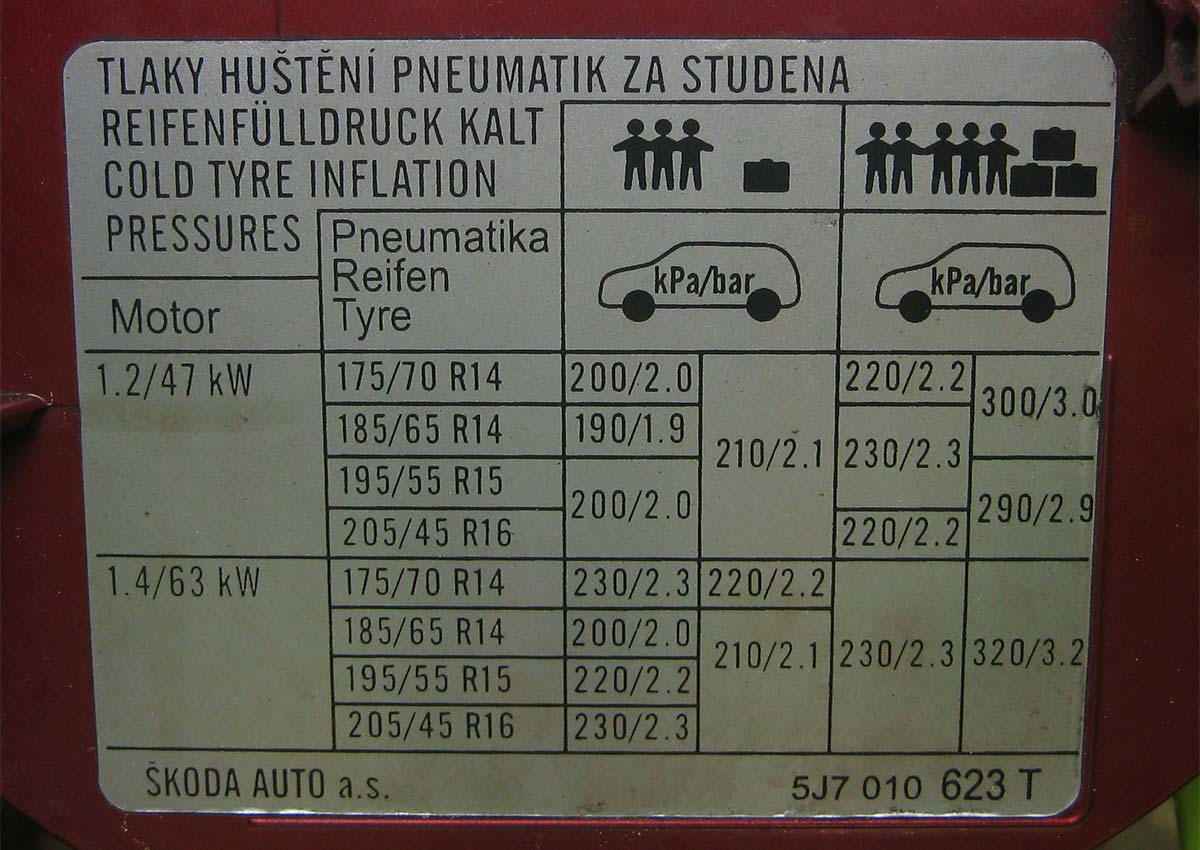 TLAKY HUŠTĚNÍ PNEUMATIK ZA STUDENA
REIFENFÜLLDRUCK KALT
COLD TYRE INFLATION
PRESSURES
Pneumatika
Reifen
Tyre
Motor
kPa/bar kPa/bar
1.2/47 kW 175/70 R14 200/2.0 210/2.1 220/2.2 300/3.0
185/65 R14 190/1.9 230/2.3
195/55 R15 200/2.0 290/2.9
205/45 R16 220/2.2
1.4/63 kW 175/70 R14 230/2.3 220/2.2 230/2.3 320/3.2
185/65 R14 200/2.0 210/2.1
195/55 R15 220/2.2
205/45 R16 230/2.3
ŠKODA AUTO a.s. 5J7 010 623 T